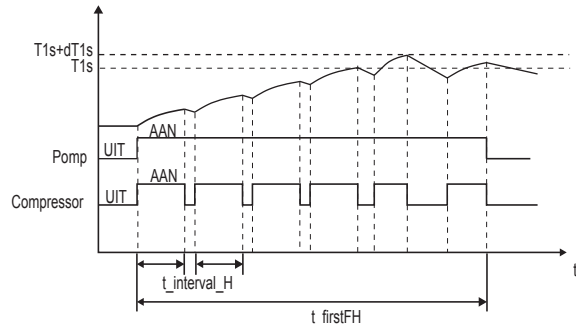 T1s+dT1s
T1s
AAN
Pomp
UIT
AAN
Compressor
UIT
t
t_interval_H
t_firstFH